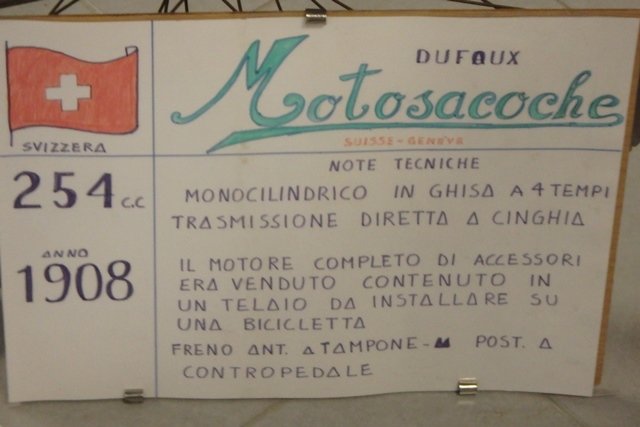 DUFAUX
Motosacoche
SUISSE - GENÈVE
SVIZZERA
254 C.C
ANNO
1908
NOTE TECNICHE
MONOCILINDRICO IN GHISA A 4 TEMPI
TRASMISSIONE DIRETTA A CINGHIA
IL MOTORE COMPLETO DI ACCESSORI
ERA VENDUTO CONTENUTO IN
UN TELAIO DA INSTALLARE SU
UNA BICICLETTA
FRENO ANT. A TAMPONE - POST. A
CONTROPEDALE